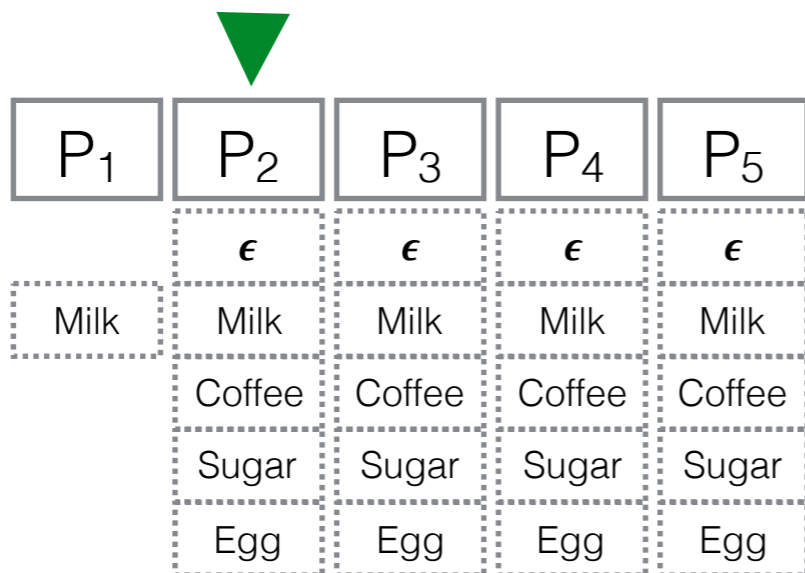 P₁ P₂ P₃ P₄ P₅
ϵ ϵ ϵ ϵ
Milk Milk Milk Milk Milk
Coffee Coffee Coffee Coffee
Sugar Sugar Sugar Sugar
Egg Egg Egg Egg